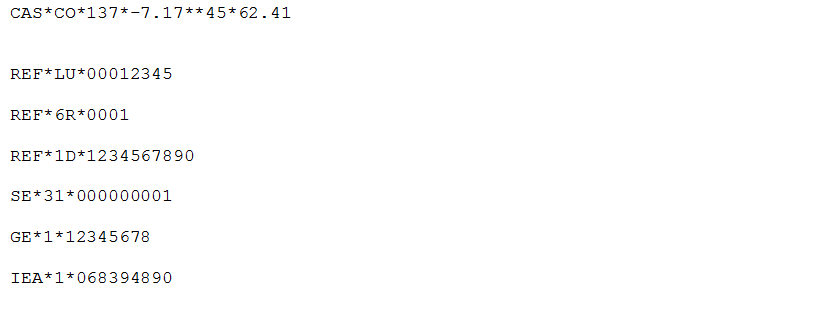 CAS*CO*137*-7.17**45*62.41
REF*LU*00012345
REF*6R*0001
REF*1D*1234567890
SE*31*000000001
GE*1*12345678
IEA*1*068394890